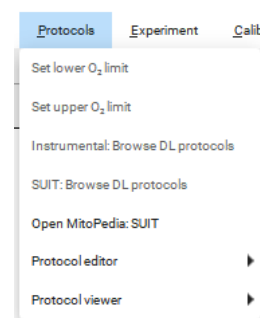 Protocols Experiment Calib
Set lower O₂ limit
Set upper O₂ limit
Instrumental: Browse DL protocols
SUIT: Browse DL protocols
Open MitoPedia: SUIT
Protocol editor
Protocol viewer